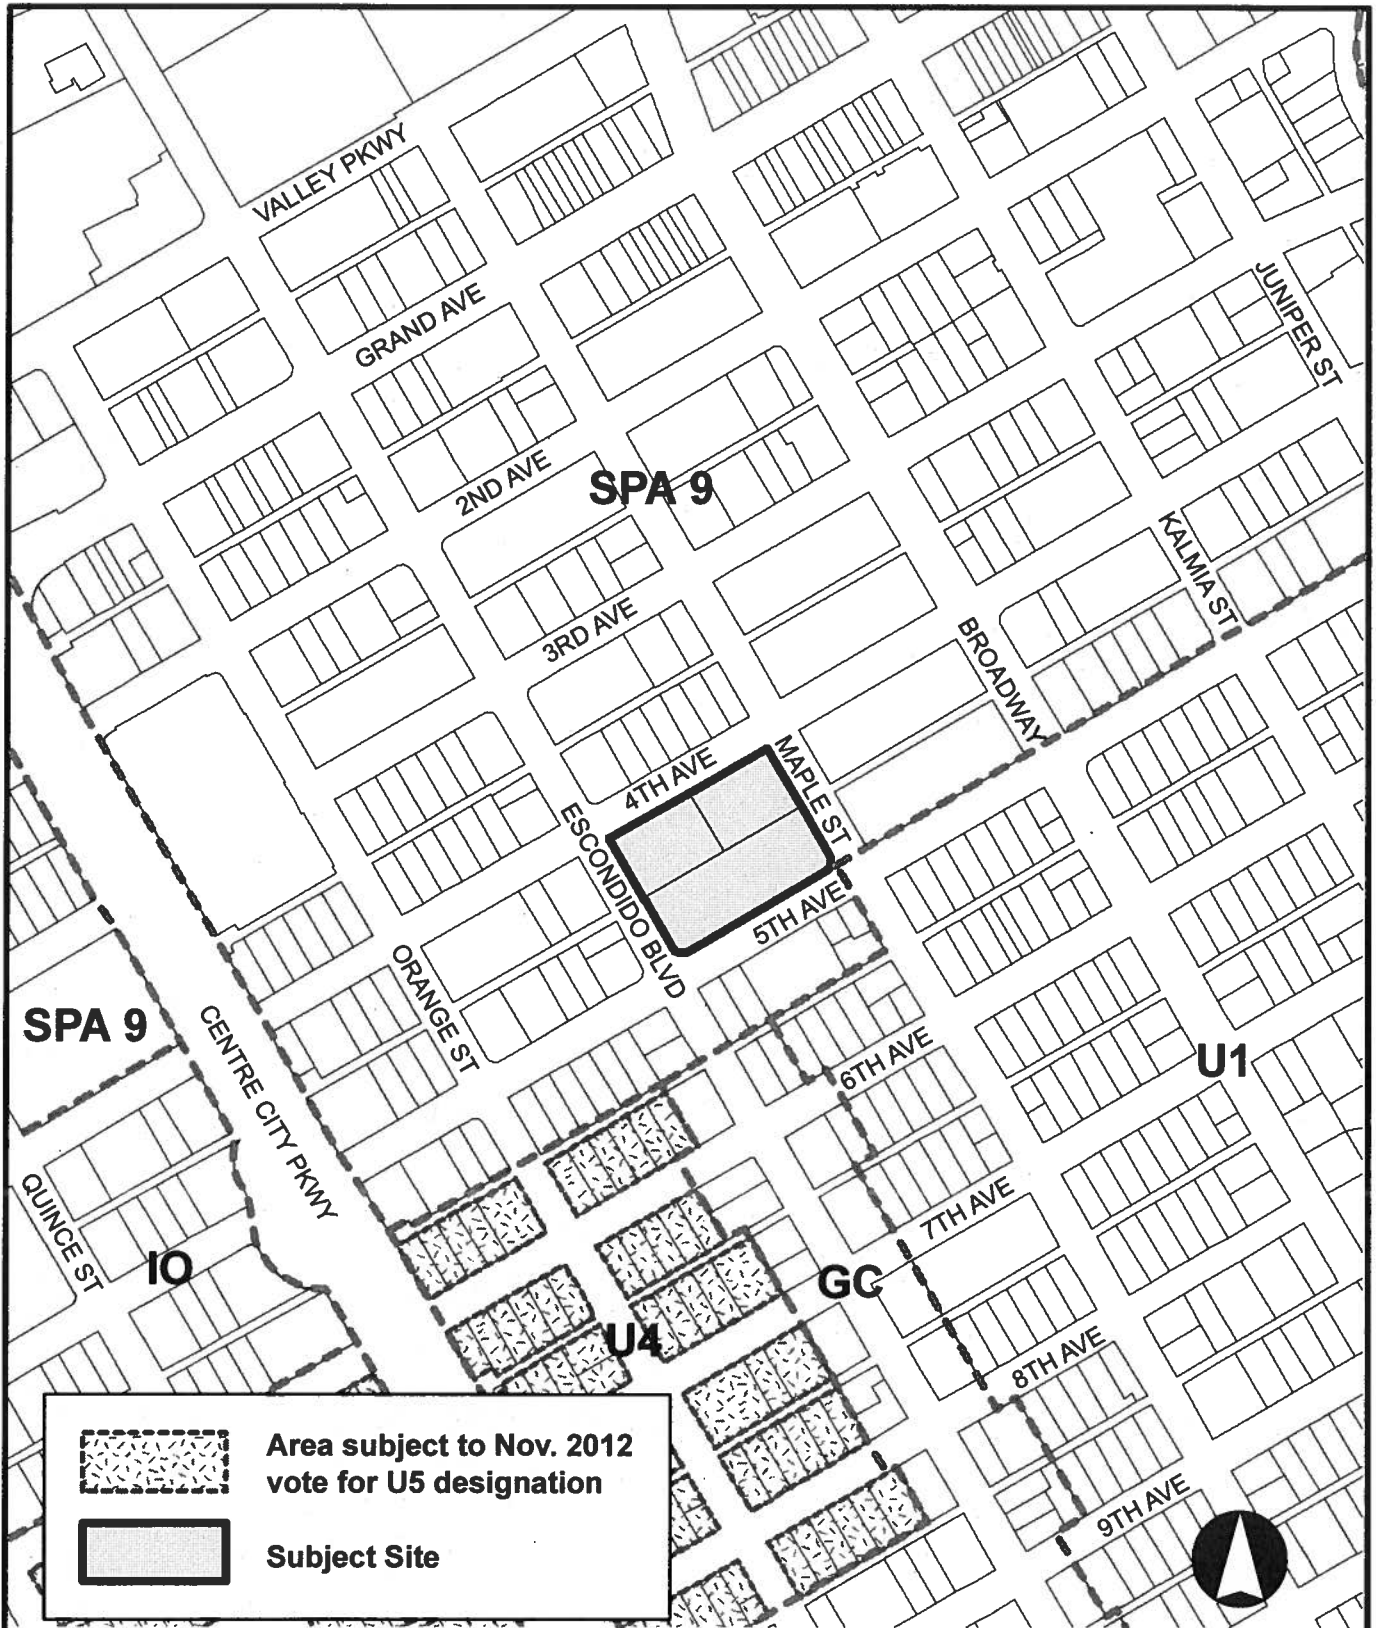 VALLEY PKWY
GRAND AVE
JUNIPER ST
2ND AVE
SPA 9
KALMIA ST
3RD AVE
BROADWAY
4TH AVE
MAPLE ST
ESCONDIDO BLVD
5TH AVE
ORANGE ST
SPA 9
CENTRE CITY PKWY
6TH AVE
U1
QUINCE ST
7TH AVE
IO
GC
U4
8TH AVE
Area subject to Nov. 2012
vote for U5 designation
9TH AVE
Subject Site